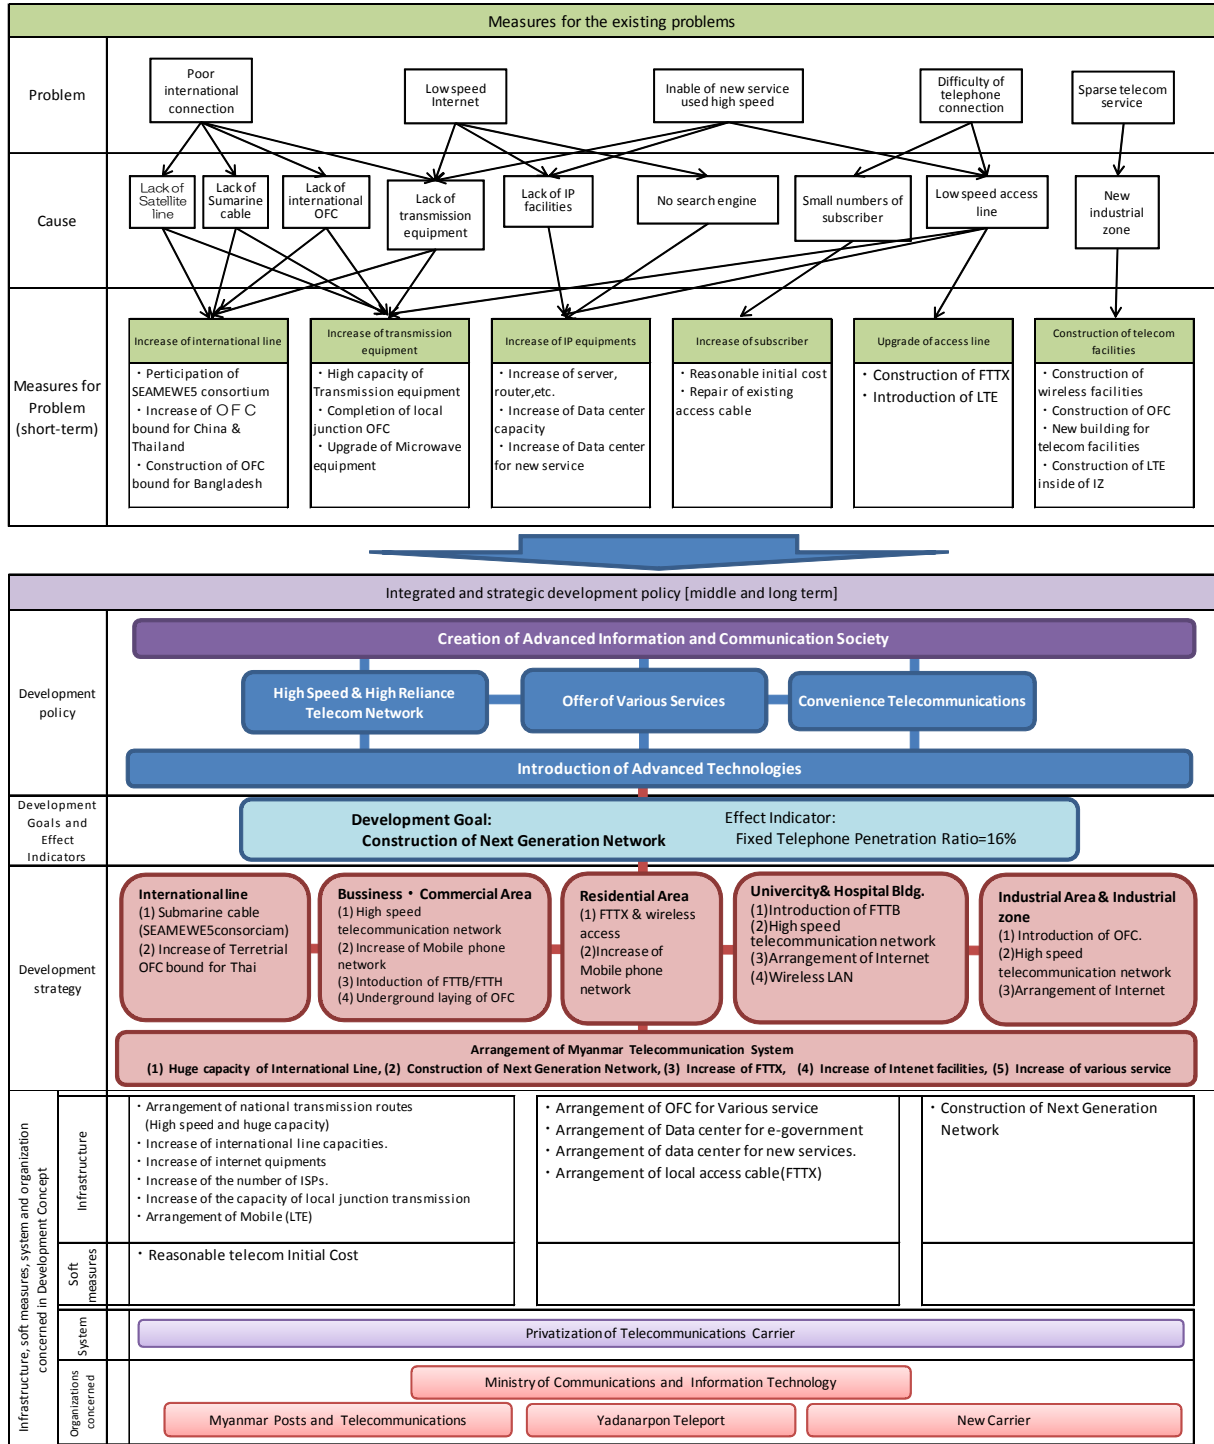 Measures for the existing problems
Problem
Poor
international
connection
Low speed
Internet
Inable of new service
used high speed
Difficulty of
telephone
connection
Sparse telecom
service
Cause
Lack of
Satellite
line
Lack of
Sumarine
cable
Lack of
international
OFC
Lack of
transmission
equipment
Lack of IP
facilities
No search engine
Small numbers of
subscriber
Low speed access
line
New
industrial
zone
Measures for
Problem
(short-term)
Increase of international line
・Perticipation of
SEAMEWE5 consortium
・Increase of ＯＦＣ
bound for China &
Thailand
・Construction of OFC
bound for Bangladesh
Increase of transmission
equipment
・High capacity of
Transmission equipment
・Completion of local
junction OFC
・Upgrade of Microwave
equipment
Increase of IP equipments
・Increase of server,
router,etc.
・Increase of Data center
capacity
・Increase of Data center
for new service
Increase of subscriber
・Reasonable initial cost
・Repair of existing
access cable
Upgrade of access line
・Construction of FTTX
・Introduction of LTE
Construction of telecom
facilities
・Construction of
wireless facilities
・Construction of OFC
・New building for
telecom facilities
・Construction of LTE
inside of IZ
Integrated and strategic development policy [middle and long term]
Development
policy
Creation of Advanced Information and Communication Society
High Speed & High Reliance
Telecom Network
Offer of Various Services
Convenience Telecommunications
Introduction of Advanced Technologies
Development
Goals and
Effect
Indicators
Development Goal:
Construction of Next Generation Network
Effect Indicator:
Fixed Telephone Penetration Ratio=16%
Development
strategy
International line
(1) Submarine cable
(SEAMEWE5consorciam)
(2) Increase of Terretrial
OFC bound for Thai
Bussiness・Commercial Area
(1) High speed
telecommunication network
(2) Increase of Mobile phone
network
(3) Intoduction of FTTB/FTTH
(4) Underground laying of OFC
Residential Area
(1) FTTX & wireless
access
(2)Increase of
Mobile phone
network
Univercity& Hospital Bldg.
(1)Introduction of FTTB
(2)High speed
telecommunication network
(3)Arrangement of Internet
(4)Wireless LAN
Industrial Area & Industrial
zone
(1) Introduction of OFC.
(2)High speed
telecommunication network
(3)Arrangement of Internet
Arrangement of Myanmar Telecommunication System
(1) Huge capacity of International Line, (2) Construction of Next Generation Network, (3) Increase of FTTX, (4) Increase of Intenet facilities, (5) Increase of various service
Infrastructure, soft measures, system and organization
concerned in Development Concept
Infrastructure
・Arrangement of national transmission routes
(High speed and huge capacity)
・Increase of international line capacities.
・Increase of internet quipments
・Increase of the number of ISPs.
・Increase of the capacity of local junction transmission
・Arrangement of Mobile (LTE)
・Arrangement of OFC for Various service
・Arrangement of Data center for e-government
・Arrangement of data center for new services.
・Arrangement of local access cable(FTTX)
・Construction of Next Generation
Network
Soft
measures
・Reasonable telecom Initial Cost
System
Privatization of Telecommunications Carrier
Organizations
concerned
Ministry of Communications and Information Technology
Myanmar Posts and Telecommunications
Yadanarpon Teleport
New Carrier